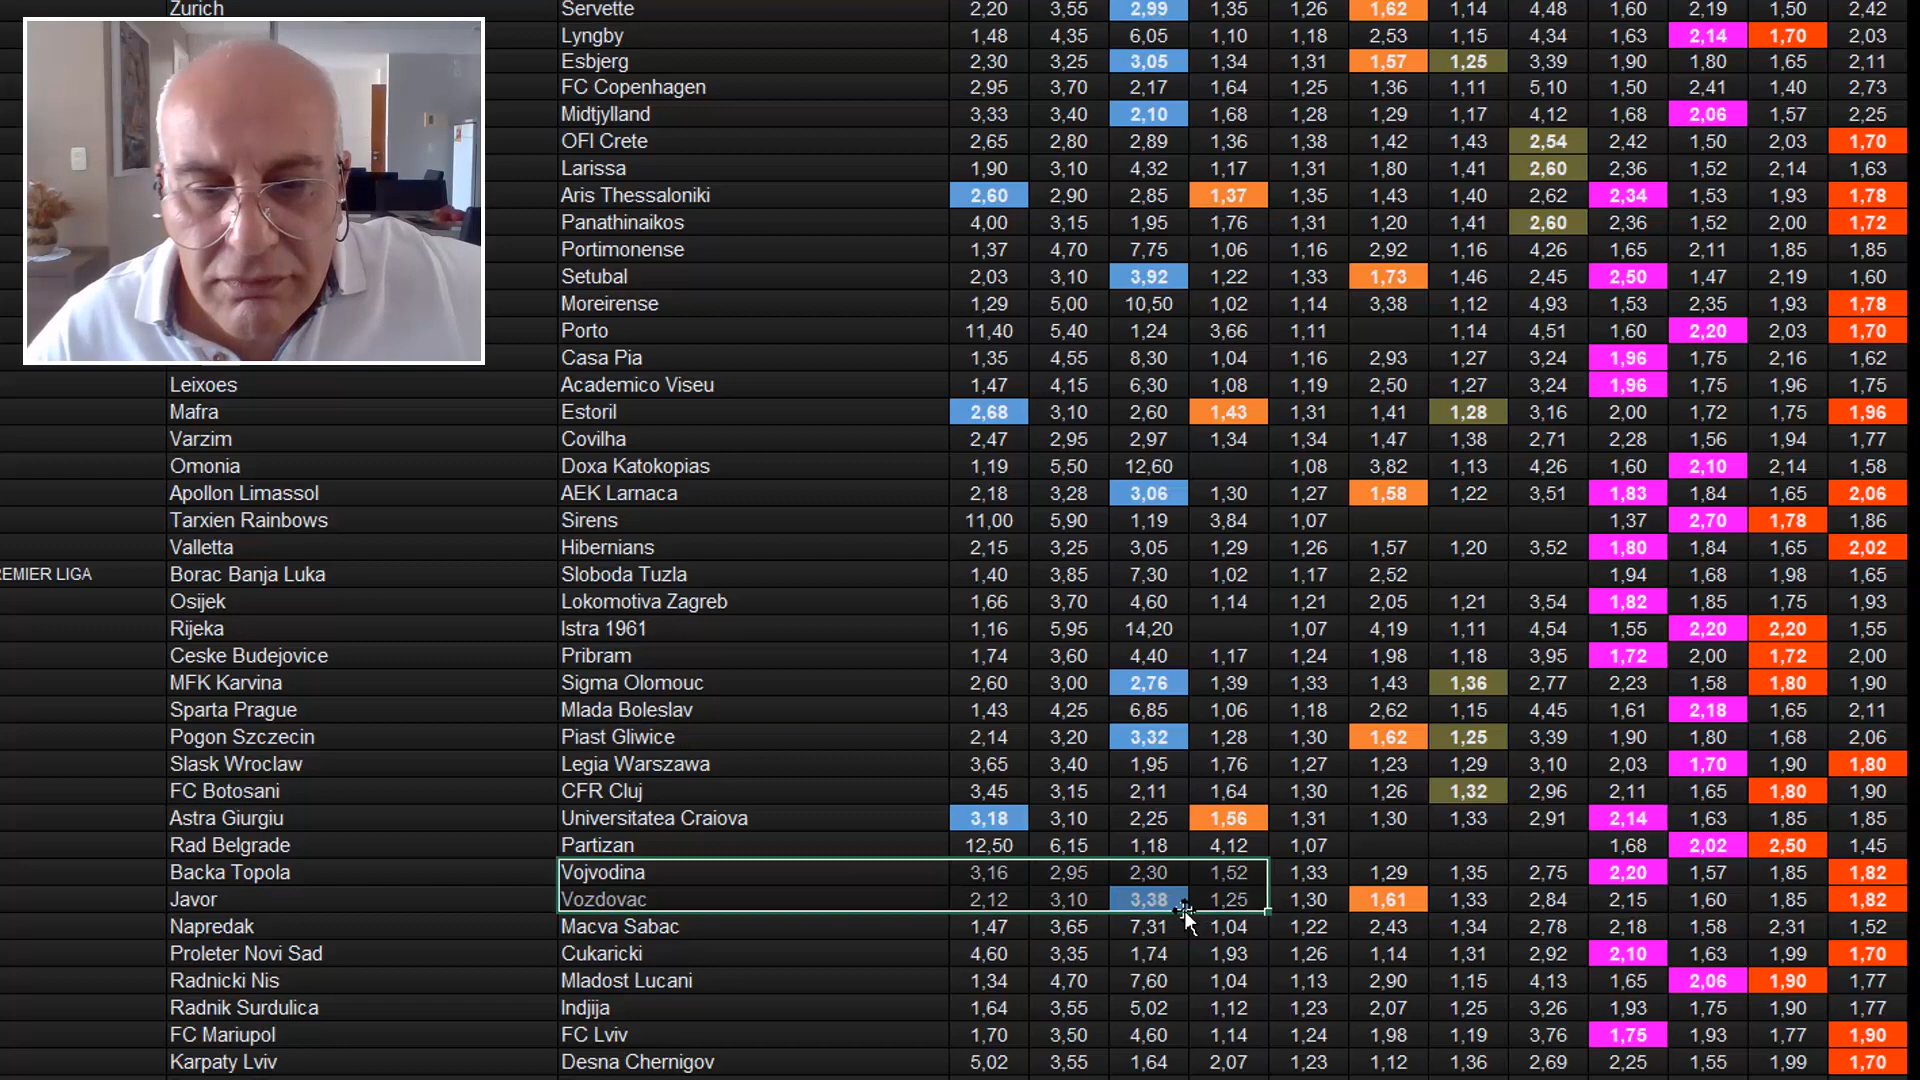 Zurich Servette 2,20 3,55 2,99 1,35 1,26 1,62 1,14 4,48 1,60 2,19 1,50 2,42
Lyngby 1,48 4,35 6,05 1,10 1,18 2,53 1,15 4,34 1,63 2,14 1,70 2,03
Esbjerg 2,30 3,25 3,05 1,34 1,31 1,57 1,25 3,39 1,90 1,80 1,65 2,11
FC Copenhagen 2,95 3,70 2,17 1,64 1,25 1,36 1,11 5,10 1,50 2,41 1,40 2,73
Midtjylland 3,33 3,40 2,10 1,68 1,28 1,29 1,17 4,12 1,68 2,06 1,57 2,25
OFI Crete 2,65 2,80 2,89 1,36 1,38 1,42 1,43 2,54 2,42 1,50 2,03 1,70
Larissa 1,90 3,10 4,32 1,17 1,31 1,80 1,41 2,60 2,36 1,52 2,14 1,63
Aris Thessaloniki 2,60 2,90 2,85 1,37 1,35 1,43 1,40 2,62 2,34 1,53 1,93 1,78
Panathinaikos 4,00 3,15 1,95 1,76 1,31 1,20 1,41 2,60 2,36 1,52 2,00 1,72
Portimonense 1,37 4,70 7,75 1,06 1,16 2,92 1,16 4,26 1,65 2,11 1,85 1,85
Setubal 2,03 3,10 3,92 1,22 1,33 1,73 1,46 2,45 2,50 1,47 2,19 1,60
Moreirense 1,29 5,00 10,50 1,02 1,14 3,38 1,12 4,93 1,53 2,35 1,93 1,78
Porto 11,40 5,40 1,24 3,66 1,11 1,14 4,51 1,60 2,20 2,03 1,70
Casa Pia 1,35 4,55 8,30 1,04 1,16 2,93 1,27 3,24 1,96 1,75 2,16 1,62
Leixoes Academico Viseu 1,47 4,15 6,30 1,08 1,19 2,50 1,27 3,24 1,96 1,75 1,96 1,75
Mafra Estoril 2,68 3,10 2,60 1,43 1,31 1,41 1,28 3,16 2,00 1,72 1,75 1,96
Varzim Covilha 2,47 2,95 2,97 1,34 1,34 1,47 1,38 2,71 2,28 1,56 1,94 1,77
Omonia Doxa Katokopias 1,19 5,50 12,60 1,08 3,82 1,13 4,26 1,60 2,10 2,14 1,58
Apollon Limassol AEK Larnaca 2,18 3,28 3,06 1,30 1,27 1,58 1,22 3,51 1,83 1,84 1,65 2,06
Tarxien Rainbows Sirens 11,00 5,90 1,19 3,84 1,07 1,37 2,70 1,78 1,86
Valletta Hibernians 2,15 3,25 3,05 1,29 1,26 1,57 1,20 3,52 1,80 1,84 1,65 2,02
REMIER LIGA Borac Banja Luka Sloboda Tuzla 1,40 3,85 7,30 1,02 1,17 2,52 1,94 1,68 1,98 1,65
Osijek Lokomotiva Zagreb 1,66 3,70 4,60 1,14 1,21 2,05 1,21 3,54 1,82 1,85 1,75 1,93
Rijeka Istra 1961 1,16 5,95 14,20 1,07 4,19 1,11 4,54 1,55 2,20 2,20 1,55
Ceske Budejovice Pribram 1,74 3,60 4,40 1,17 1,24 1,98 1,18 3,95 1,72 2,00 1,72 2,00
MFK Karvina Sigma Olomouc 2,60 3,00 2,76 1,39 1,33 1,43 1,36 2,77 2,23 1,58 1,80 1,90
Sparta Prague Mlada Boleslav 1,43 4,25 6,85 1,06 1,18 2,62 1,15 4,45 1,61 2,18 1,65 2,11
Pogon Szczecin Piast Gliwice 2,14 3,20 3,32 1,28 1,30 1,62 1,25 3,39 1,90 1,80 1,68 2,06
Slask Wroclaw Legia Warszawa 3,65 3,40 1,95 1,76 1,27 1,23 1,29 3,10 2,03 1,70 1,90 1,80
FC Botosani CFR Cluj 3,45 3,15 2,11 1,64 1,30 1,26 1,32 2,96 2,11 1,65 1,80 1,90
Astra Giurgiu Universitatea Craiova 3,18 3,10 2,25 1,56 1,31 1,30 1,33 2,91 2,14 1,63 1,85 1,85
Rad Belgrade Partizan 12,50 6,15 1,18 4,12 1,07 1,68 2,02 2,50 1,45
Backa Topola Vojvodina 3,16 2,95 2,30 1,52 1,33 1,29 1,35 2,75 2,20 1,57 1,85 1,82
Javor Vozdovac 2,12 3,10 3,38 1,25 1,30 1,61 1,33 2,84 2,15 1,60 1,85 1,82
Napredak Macva Sabac 1,47 3,65 7,31 1,04 1,22 2,43 1,34 2,78 2,18 1,58 2,31 1,52
Proleter Novi Sad Cukaricki 4,60 3,35 1,74 1,93 1,26 1,14 1,31 2,92 2,10 1,63 1,99 1,70
Radnicki Nis Mladost Lucani 1,34 4,70 7,60 1,04 1,13 2,90 1,15 4,13 1,65 2,06 1,90 1,77
Radnik Surdulica Indjija 1,64 3,55 5,02 1,12 1,23 2,07 1,25 3,26 1,93 1,75 1,90 1,77
FC Mariupol FC Lviv 1,70 3,50 4,60 1,14 1,24 1,98 1,19 3,76 1,75 1,93 1,77 1,90
Karpaty Lviv Desna Chernigov 5,02 3,55 1,64 2,07 1,23 1,12 1,36 2,69 2,25 1,55 1,99 1,70